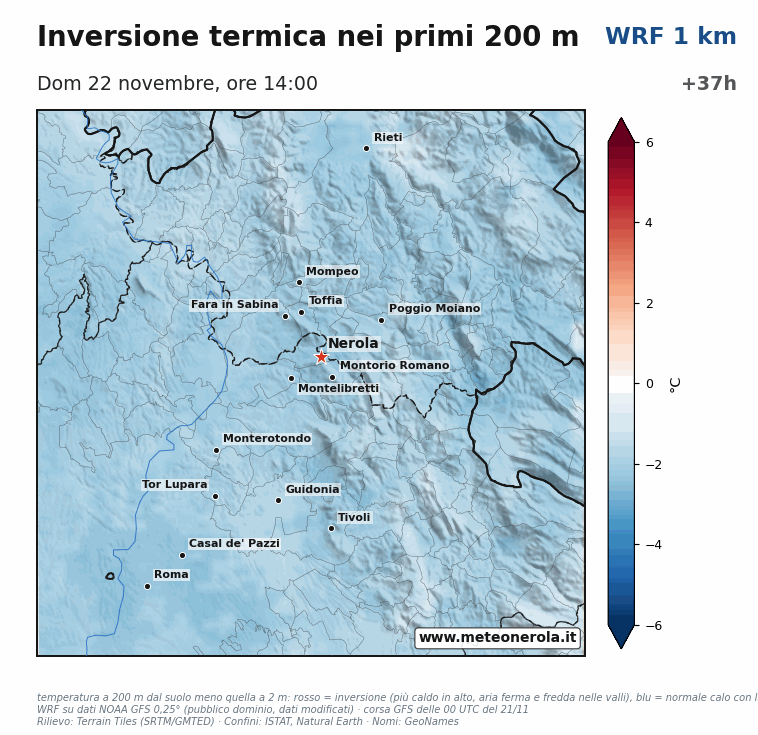 Inversione termica nei primi 200 m
WRF 1 km
Dom 22 novembre, ore 14:00
+37h
Rieti
Mompeo
Toffia
Fara in Sabina
Poggio Moiano
Nerola
Montorio Romano
Montelibretti
Monterotondo
Tor Lupara
Guidonia
Tivoli
Casal de' Pazzi
Roma
www.meteonerola.it
6
4
2
0
−2
−4
−6
°C
temperatura a 200 m dal suolo meno quella a 2 m: rosso = inversione (più caldo in alto, aria ferma e fredda nelle valli), blu = normale calo con l
WRF su dati NOAA GFS 0,25° (pubblico dominio, dati modificati) · corsa GFS delle 00 UTC del 21/11
Rilievo: Terrain Tiles (SRTM/GMTED) · Confini: ISTAT, Natural Earth · Nomi: GeoNames